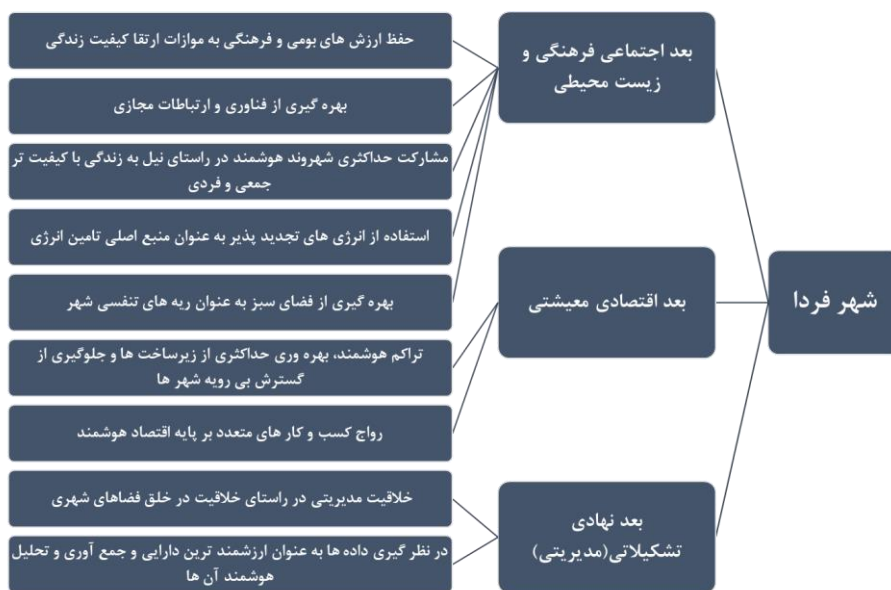 شهر فردا
بعد اجتماعی فرهنگی و
زیست محیطی
حفظ ارزش های بومی و فرهنگی به موازات ارتقا کیفیت زندگی
بهره گیری از فناوری و ارتباطات مجازی
مشارکت حداکثری شهروند هوشمند در راستای نیل به زندگی با کیفیت تر
جمعی و فردی
استفاده از انرژی های تجدید پذیر به عنوان منبع اصلی تامین انرژی
بهره گیری از فضای سبز به عنوان ریه های تنفسی شهر
بعد اقتصادی معیشتی
تراکم هوشمند، بهره وری حداکثری از زیرساخت ها و جلوگیری از
گسترش بی رویه شهر ها
رواج کسب و کار های متعدد بر پایه اقتصاد هوشمند
بعد نهادی
تشکیلاتی(مدیریتی)
خلاقیت مدیریتی در راستای خلاقیت در خلق فضاهای شهری
در نظر گیری داده ها به عنوان ارزشمند ترین دارایی و جمع آوری و تحلیل
هوشمند آن ها